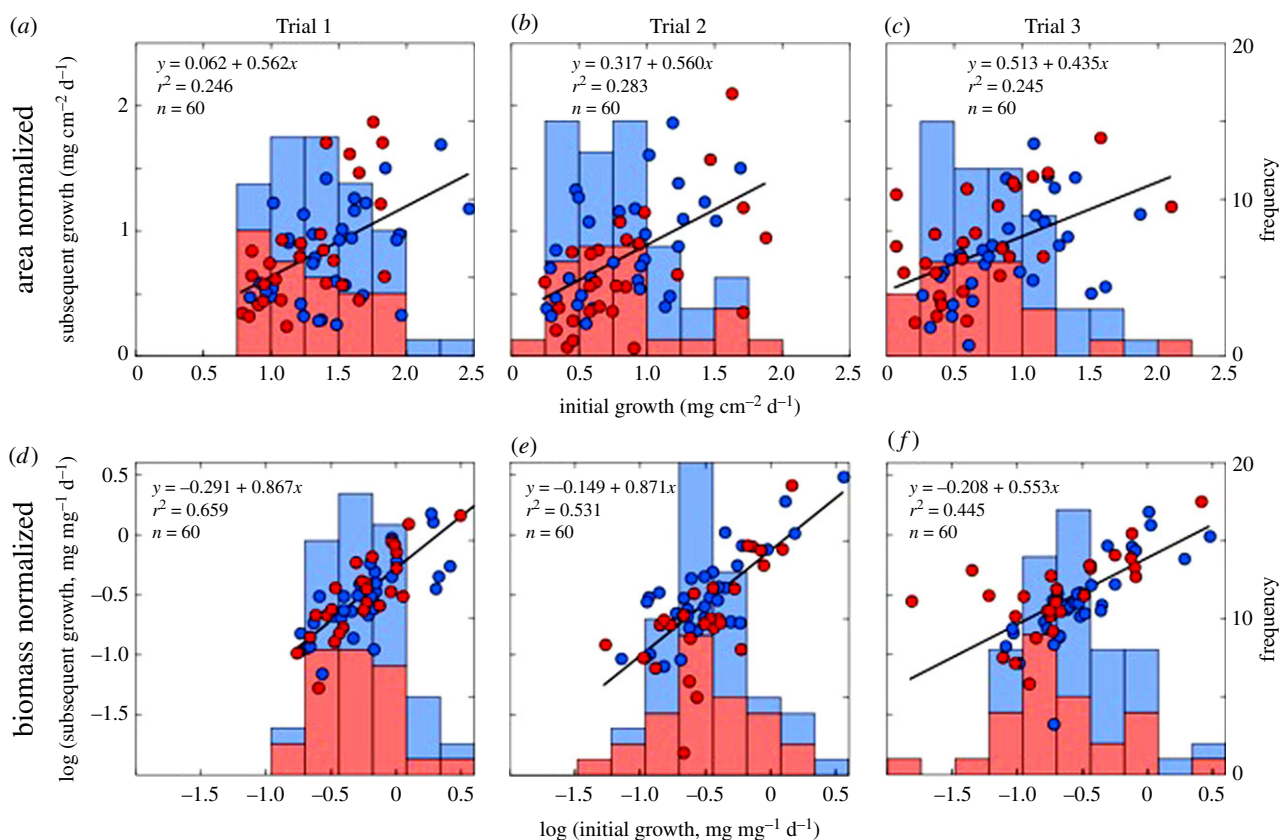 (a) Trial 1 (b) Trial 2 (c) Trial 3
area normalized
subsequent growth (mg cm⁻² d⁻¹)
2
1
0
y = 0.062 + 0.562x
r² = 0.246
n = 60
y = 0.317 + 0.560x
r² = 0.283
n = 60
y = 0.513 + 0.435x
r² = 0.245
n = 60
20
10
0
frequency
0 0.5 1.0 1.5 2.0 2.5
0 0.5 1.0 1.5 2.0 2.5
0 0.5 1.0 1.5 2.0 2.5
initial growth (mg cm⁻² d⁻¹)
(d) (e) (f)
biomass normalized
log (subsequent growth, mg mg⁻¹ d⁻¹)
0.5
0
−0.5
−1.0
−1.5
y = −0.291 + 0.867x
r² = 0.659
n = 60
y = −0.149 + 0.871x
r² = 0.531
n = 60
y = −0.208 + 0.553x
r² = 0.445
n = 60
20
10
0
frequency
−1.5 −1.0 −0.5 0 0.5
−1.5 −1.0 −0.5 0 0.5
−1.5 −1.0 −0.5 0 0.5
log (initial growth, mg mg⁻¹ d⁻¹)